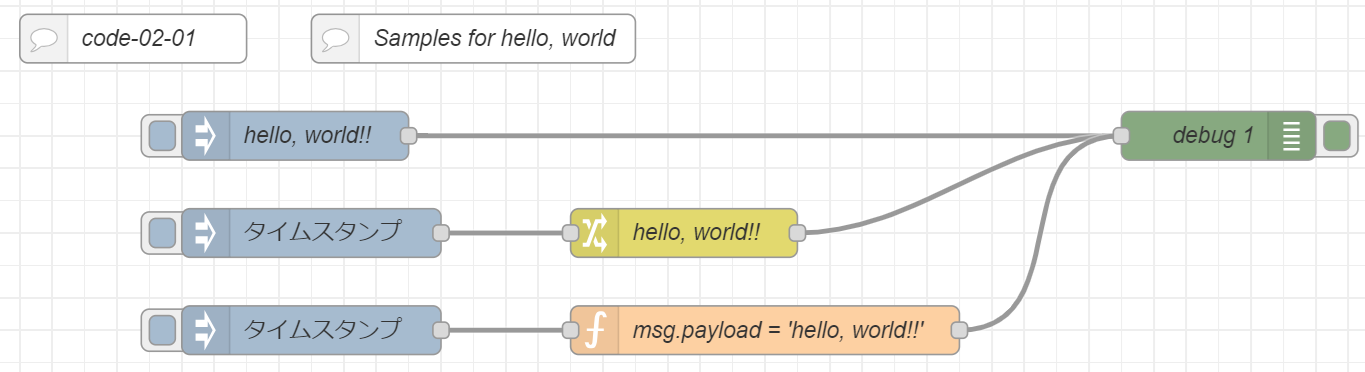 code-02-01
Samples for hello, world
hello, world!!
debug 1
タイムスタンプ
hello, world!!
タイムスタンプ
msg.payload = 'hello, world!!'